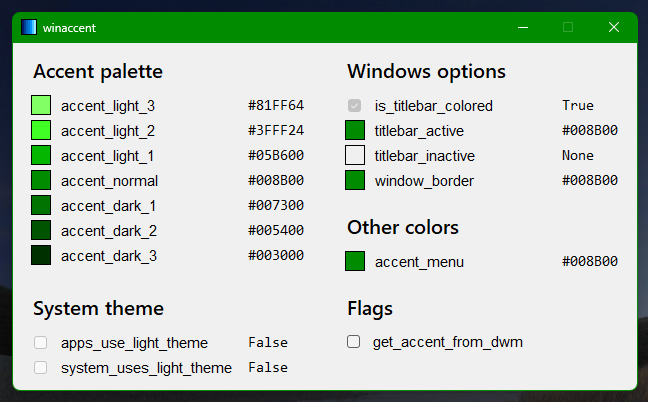 winaccent
Accent palette
accent_light_3 #81FF64
accent_light_2 #3FFF24
accent_light_1 #05B600
accent_normal #008B00
accent_dark_1 #007300
accent_dark_2 #005400
accent_dark_3 #003000
System theme
apps_use_light_theme False
system_uses_light_theme False
Windows options
is_titlebar_colored True
titlebar_active #008B00
titlebar_inactive None
window_border #008B00
Other colors
accent_menu #008B00
Flags
get_accent_from_dwm